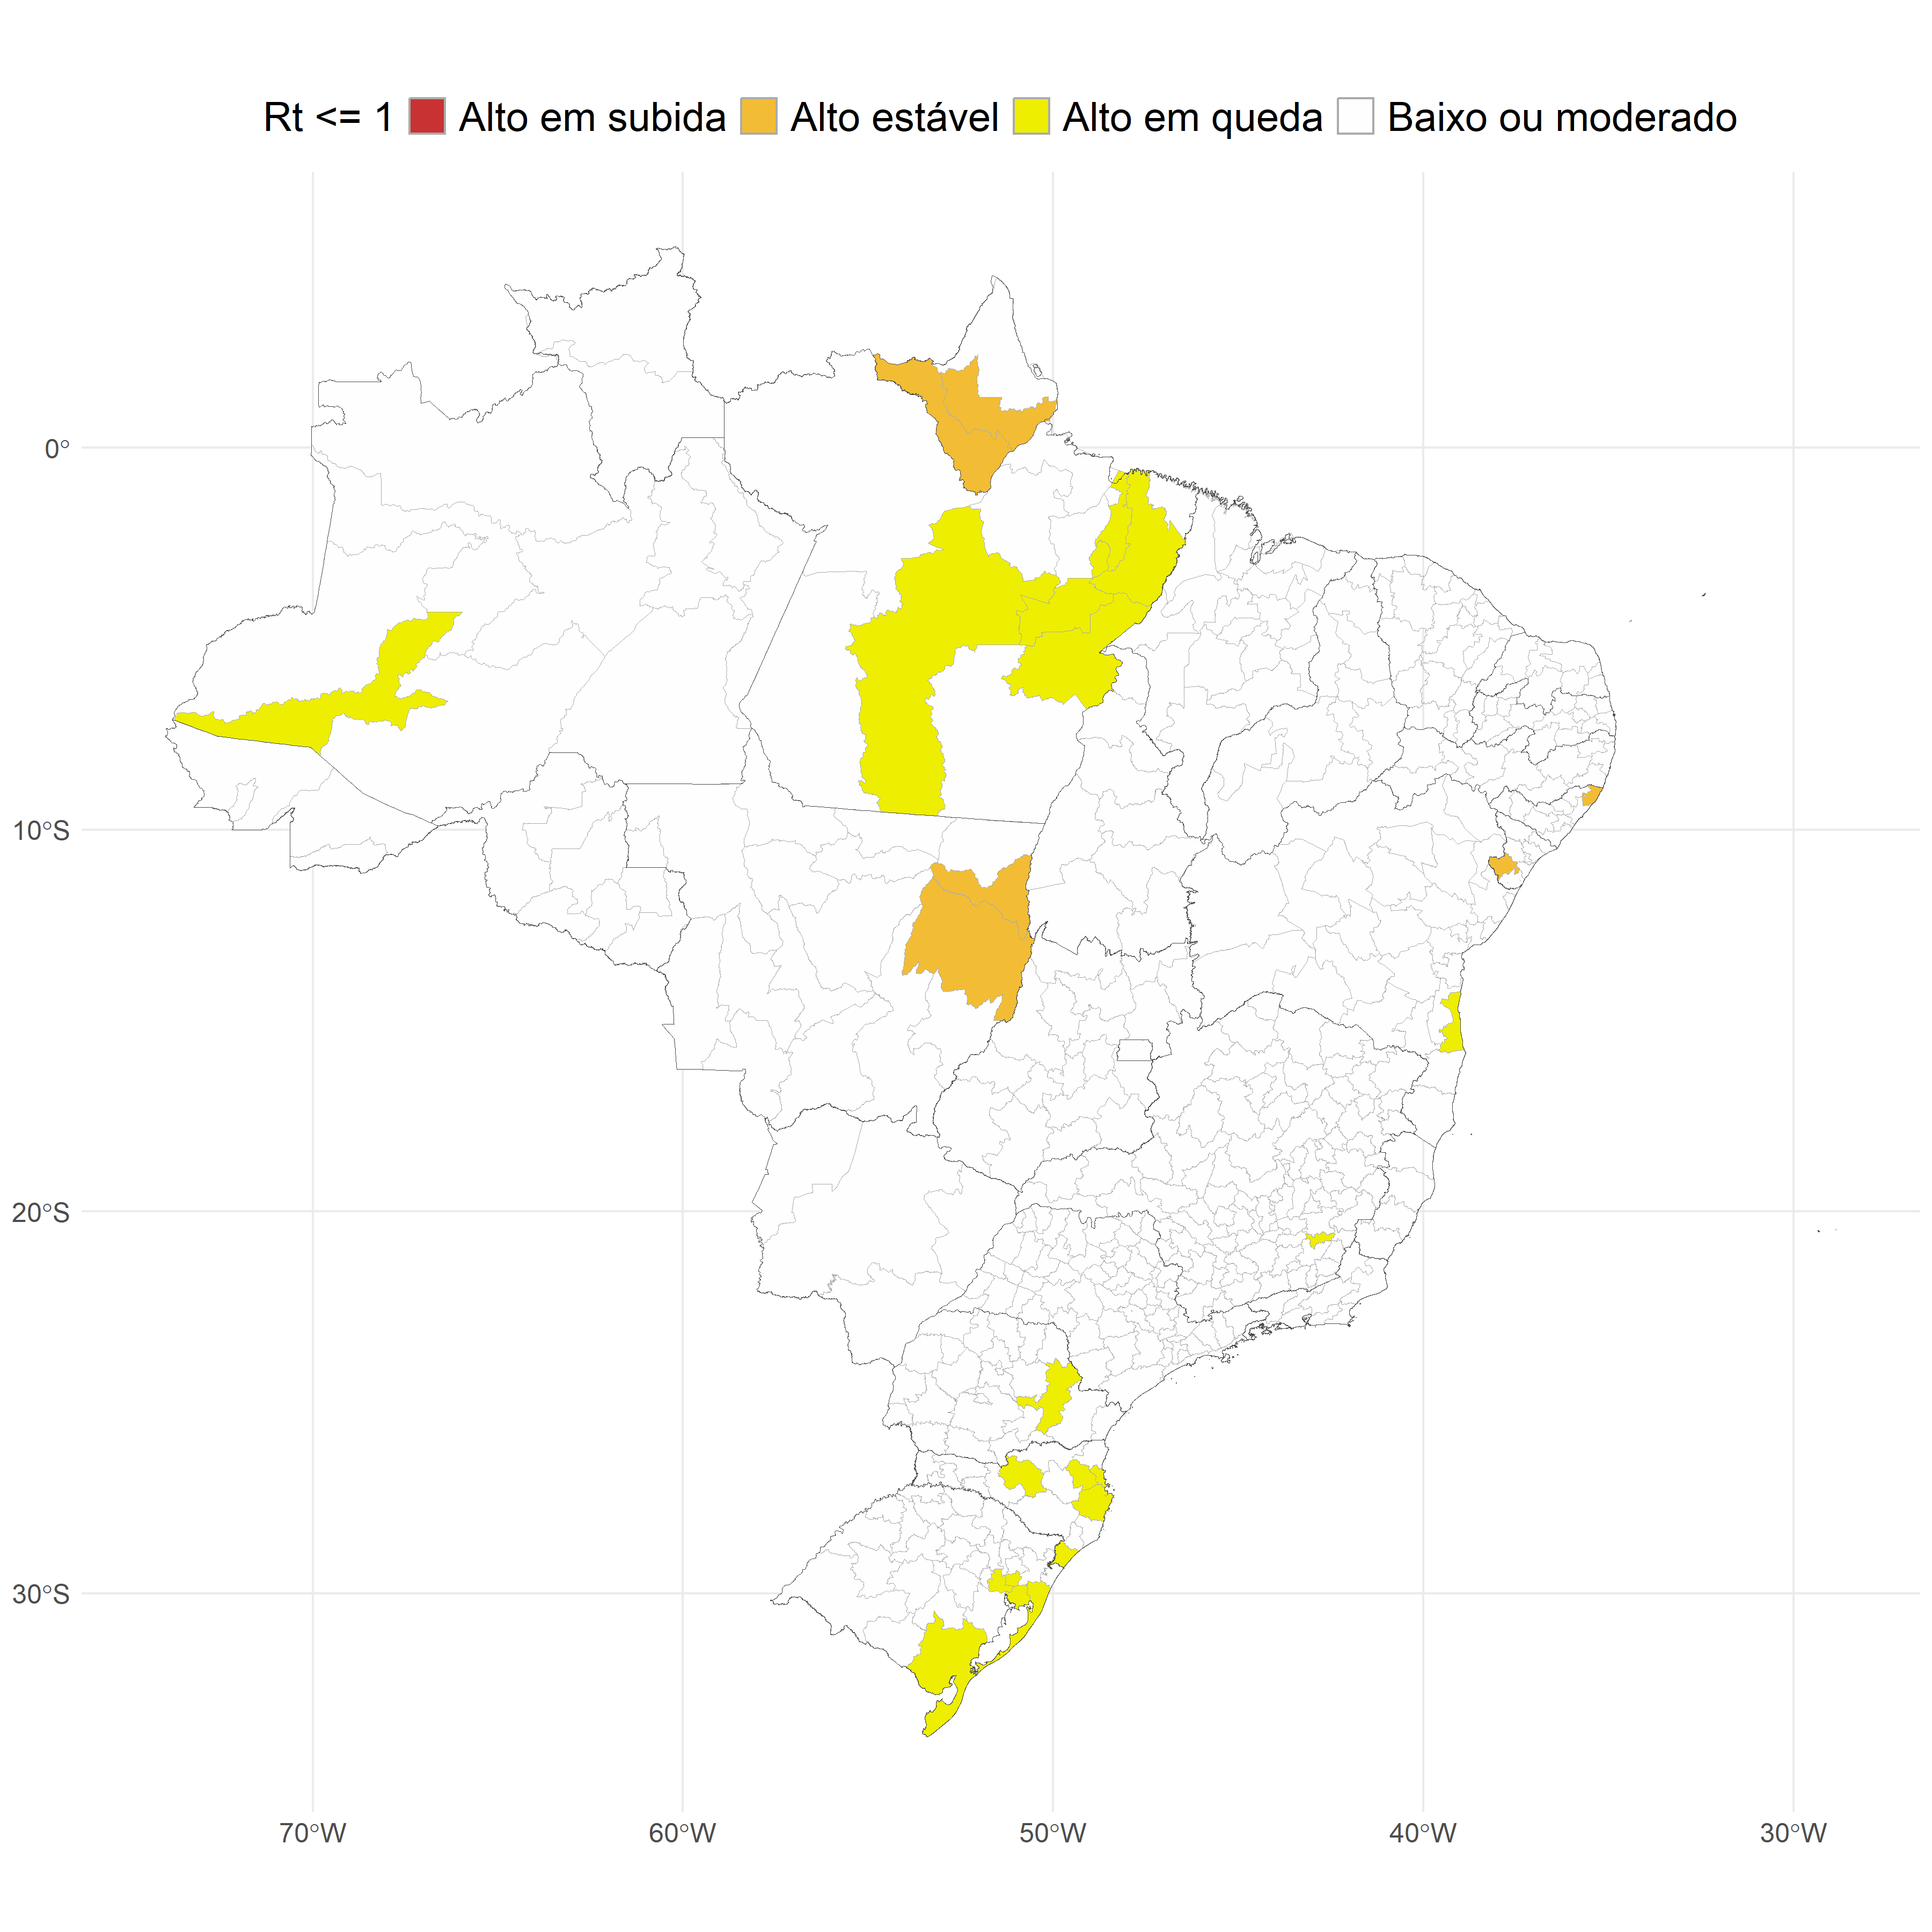 Rt <= 1 Alto em subida Alto estável Alto em queda Baixo ou moderado
0°
10°S
20°S
30°S
70°W 60°W 50°W 40°W 30°W